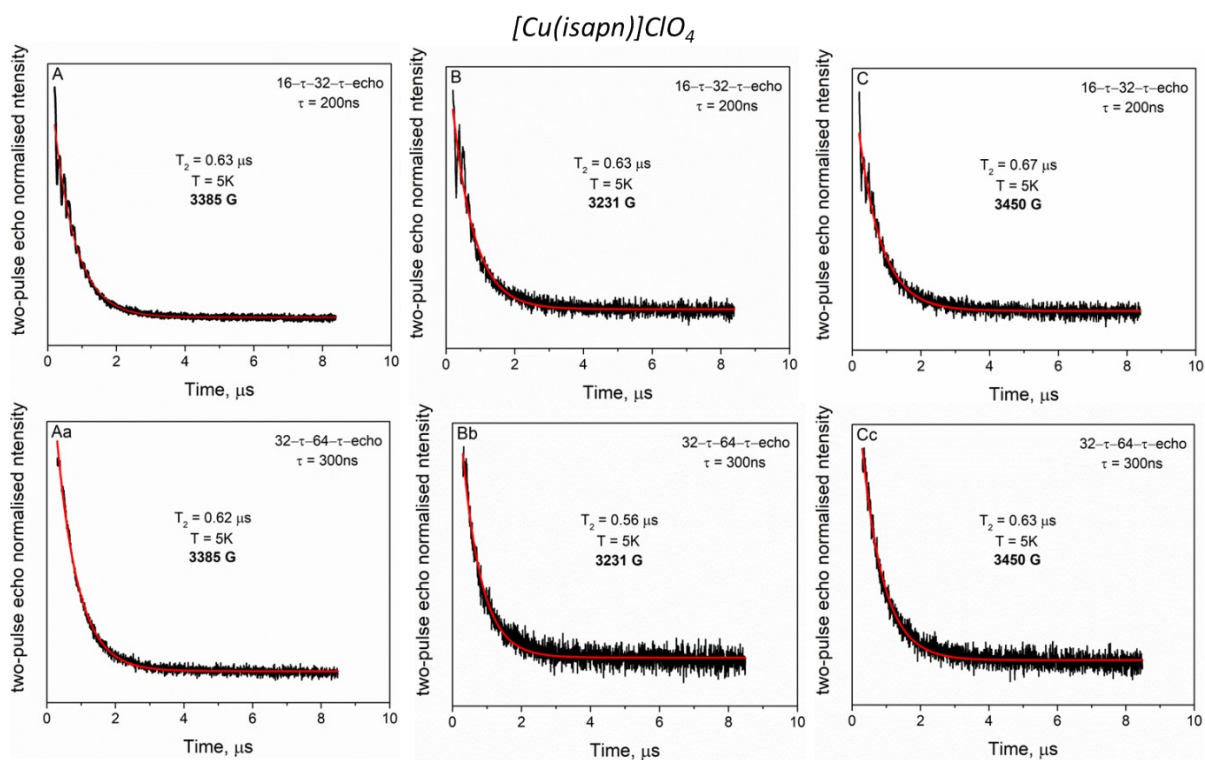 [Cu(isapn)]ClO₄
two-pulse echo normalised ntensity
A
16–τ–32–τ–echo
τ = 200ns
T₂ = 0.63 μs
T = 5K
3385 G
0 2 4 6 8 10
Time, μs
two-pulse echo normalised ntensity
B
16–τ–32–τ–echo
τ = 200ns
T₂ = 0.63 μs
T = 5K
3231 G
0 2 4 6 8 10
Time, μs
two-pulse echo normalised ntensity
C
16–τ–32–τ–echo
τ = 200ns
T₂ = 0.67 μs
T = 5K
3450 G
0 2 4 6 8 10
Time, μs
two-pulse echo normalised ntensity
Aa
32–τ–64–τ–echo
τ = 300ns
T₂ = 0.62 μs
T = 5K
3385 G
0 2 4 6 8 10
Time, μs
two-pulse echo normalised ntensity
Bb
32–τ–64–τ–echo
τ = 300ns
T₂ = 0.56 μs
T = 5K
3231 G
0 2 4 6 8 10
Time, μs
two-pulse echo normalised ntensity
Cc
32–τ–64–τ–echo
τ = 300ns
T₂ = 0.63 μs
T = 5K
3450 G
0 2 4 6 8 10
Time, μs